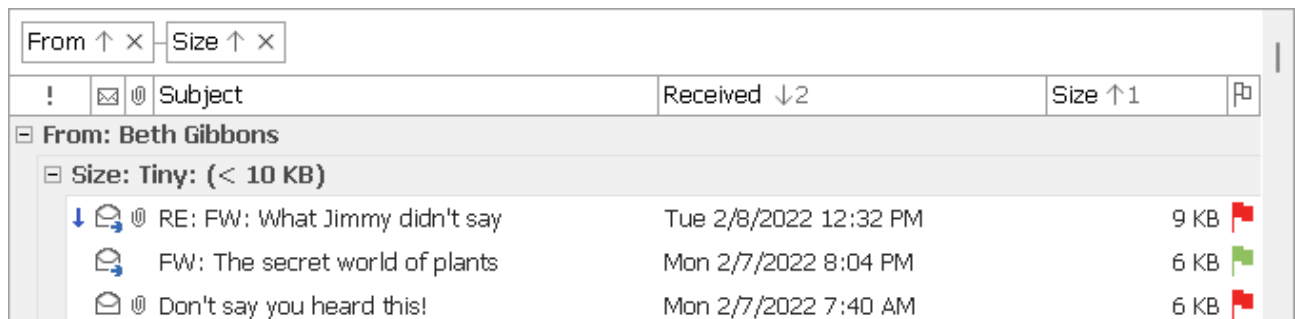 From ↑ × Size ↑ ×
! Subject Received ↓2 Size ↑1
From: Beth Gibbons
Size: Tiny: (< 10 KB)
RE: FW: What Jimmy didn't say Tue 2/8/2022 12:32 PM 9 KB
FW: The secret world of plants Mon 2/7/2022 8:04 PM 6 KB
Don't say you heard this! Mon 2/7/2022 7:40 AM 6 KB